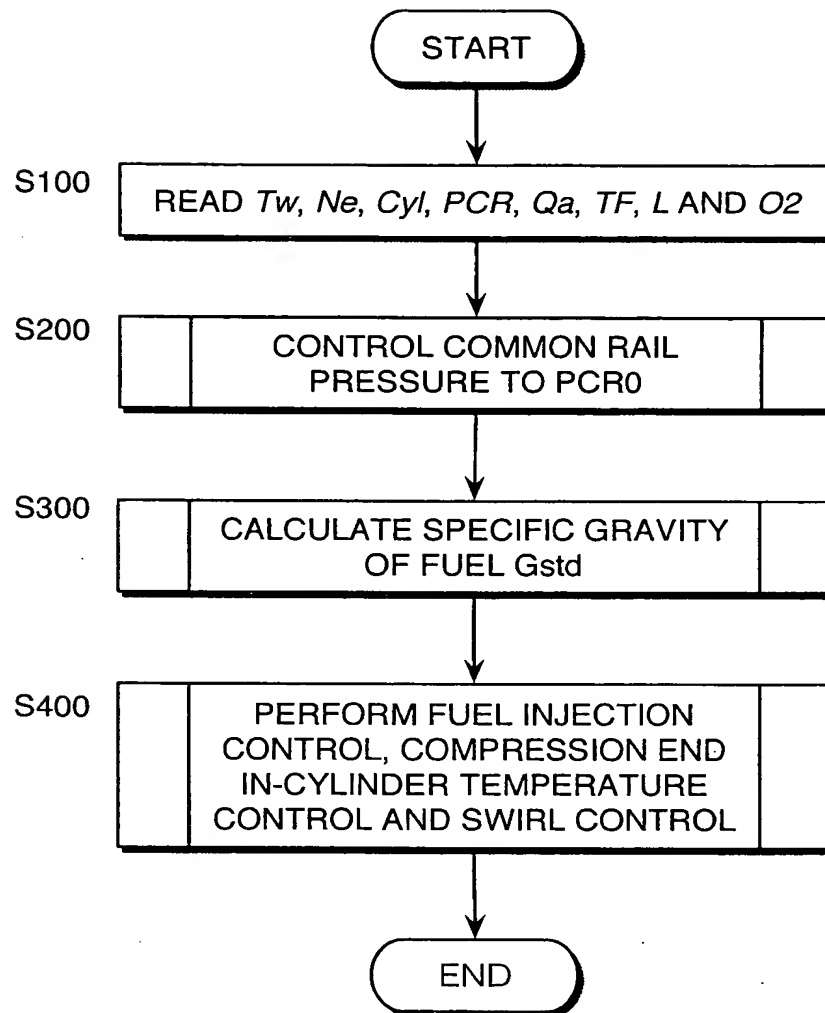 START
S100
READ Tw, Ne, Cyl, PCR, Qa, TF, L AND O2
S200
CONTROL COMMON RAIL
PRESSURE TO PCR0
S300
CALCULATE SPECIFIC GRAVITY
OF FUEL Gstd
S400
PERFORM FUEL INJECTION
CONTROL, COMPRESSION END
IN-CYLINDER TEMPERATURE
CONTROL AND SWIRL CONTROL
END